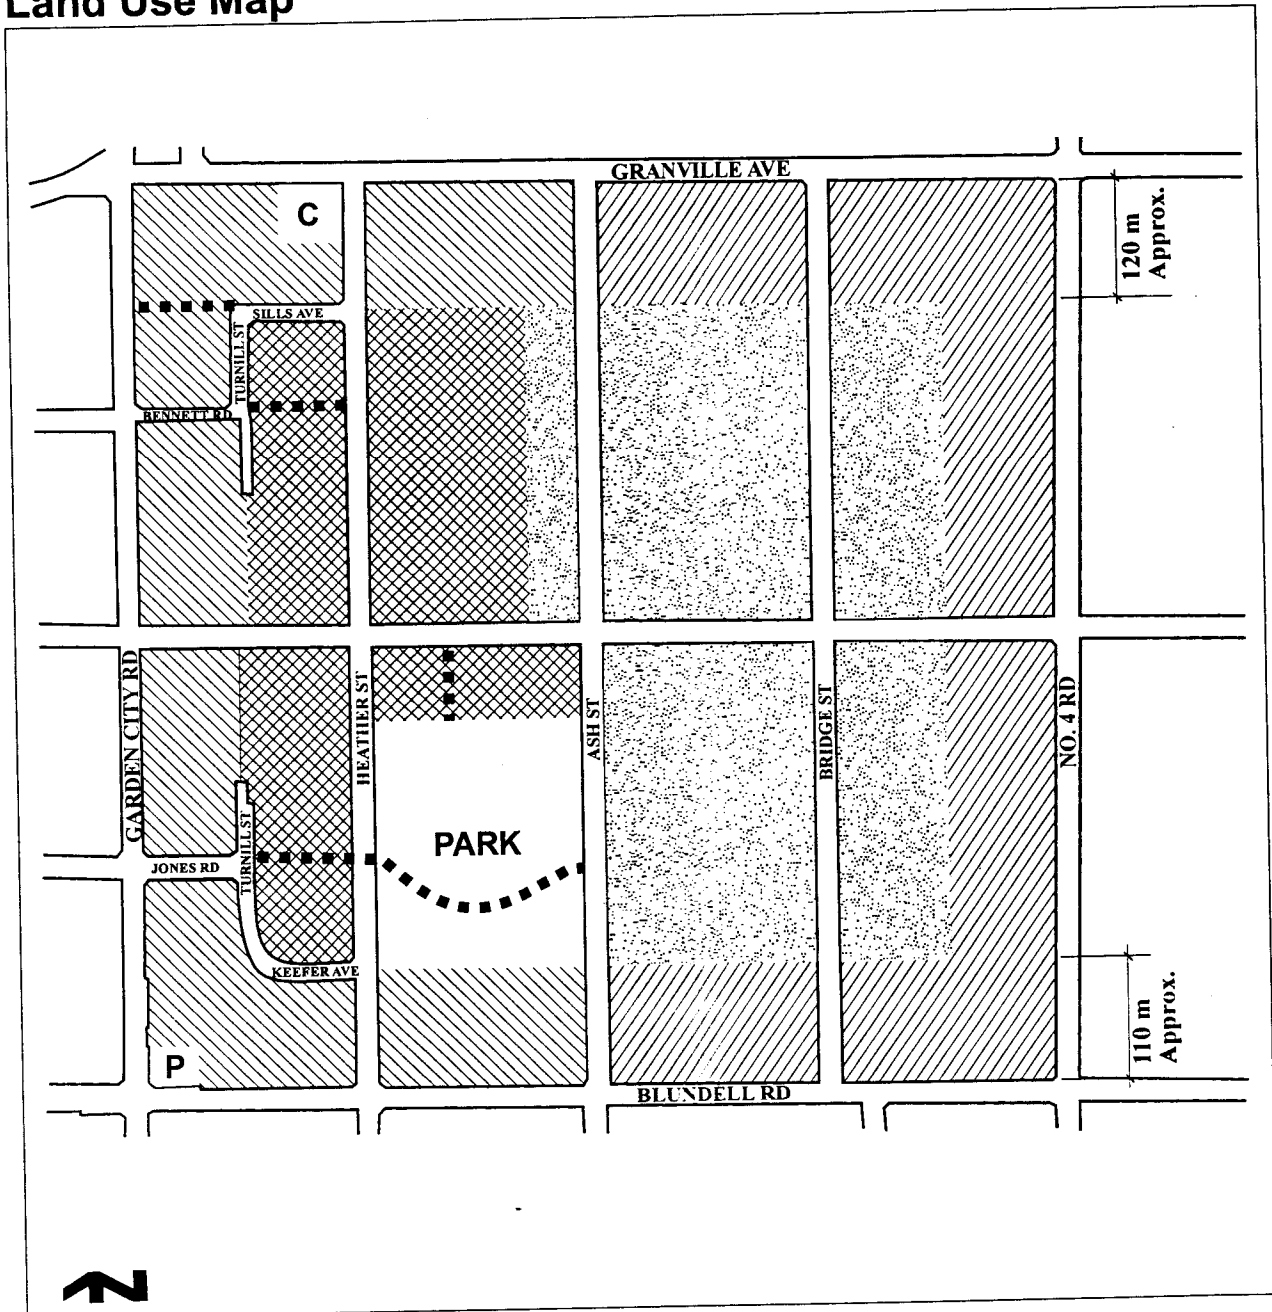 Land Use Map
GRANVILLE AVE
C
120 m
Approx.
SILLS AVE
TURNILL ST
BENNETT RD
GARDEN CITY RD
HEATHER ST
ASH ST
BRIDGE ST
NO. 4 RD
PARK
TURNILL ST
JONES RD
KEEFER AVE
110 m
Approx.
P
BLUNDELL RD
N